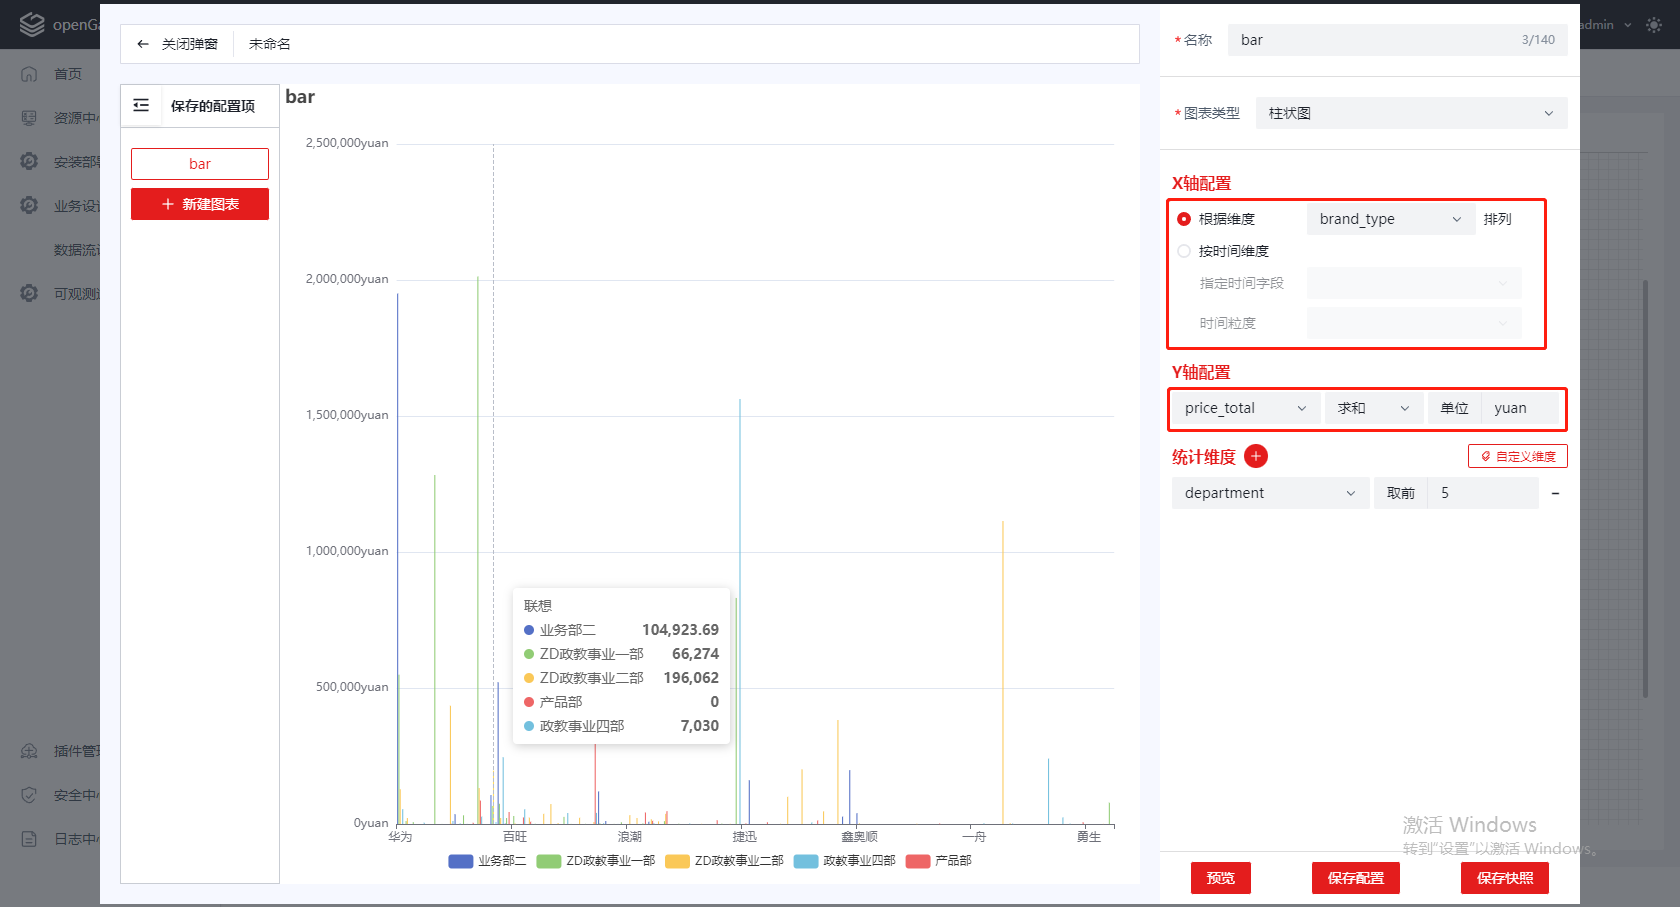 openGa
admin
首页
资源中心
安装部
业务设
数据流
可观测
插件管理
安全中心
日志中心
关闭弹窗
未命名
保存的配置项
bar
新建图表
bar
2,500,000yuan
2,000,000yuan
1,500,000yuan
1,000,000yuan
500,000yuan
0yuan
联想
业务部二 104,923.69
ZD政教事业一部 66,274
ZD政教事业二部 196,062
产品部 0
政教事业四部 7,030
华为 百旺 浪潮 捷迅 鑫奥顺 一舟 勇生
业务部二 ZD政教事业一部 ZD政教事业二部 政教事业四部 产品部
*名称 bar 3/140
*图表类型 柱状图
X轴配置
根据维度 brand_type 排列
按时间维度
指定时间字段
时间粒度
Y轴配置
price_total 求和 单位 yuan
统计维度 自定义维度
department 取前 5
激活 Windows
转到“设置”以激活 Windows。
预览 保存配置 保存快照